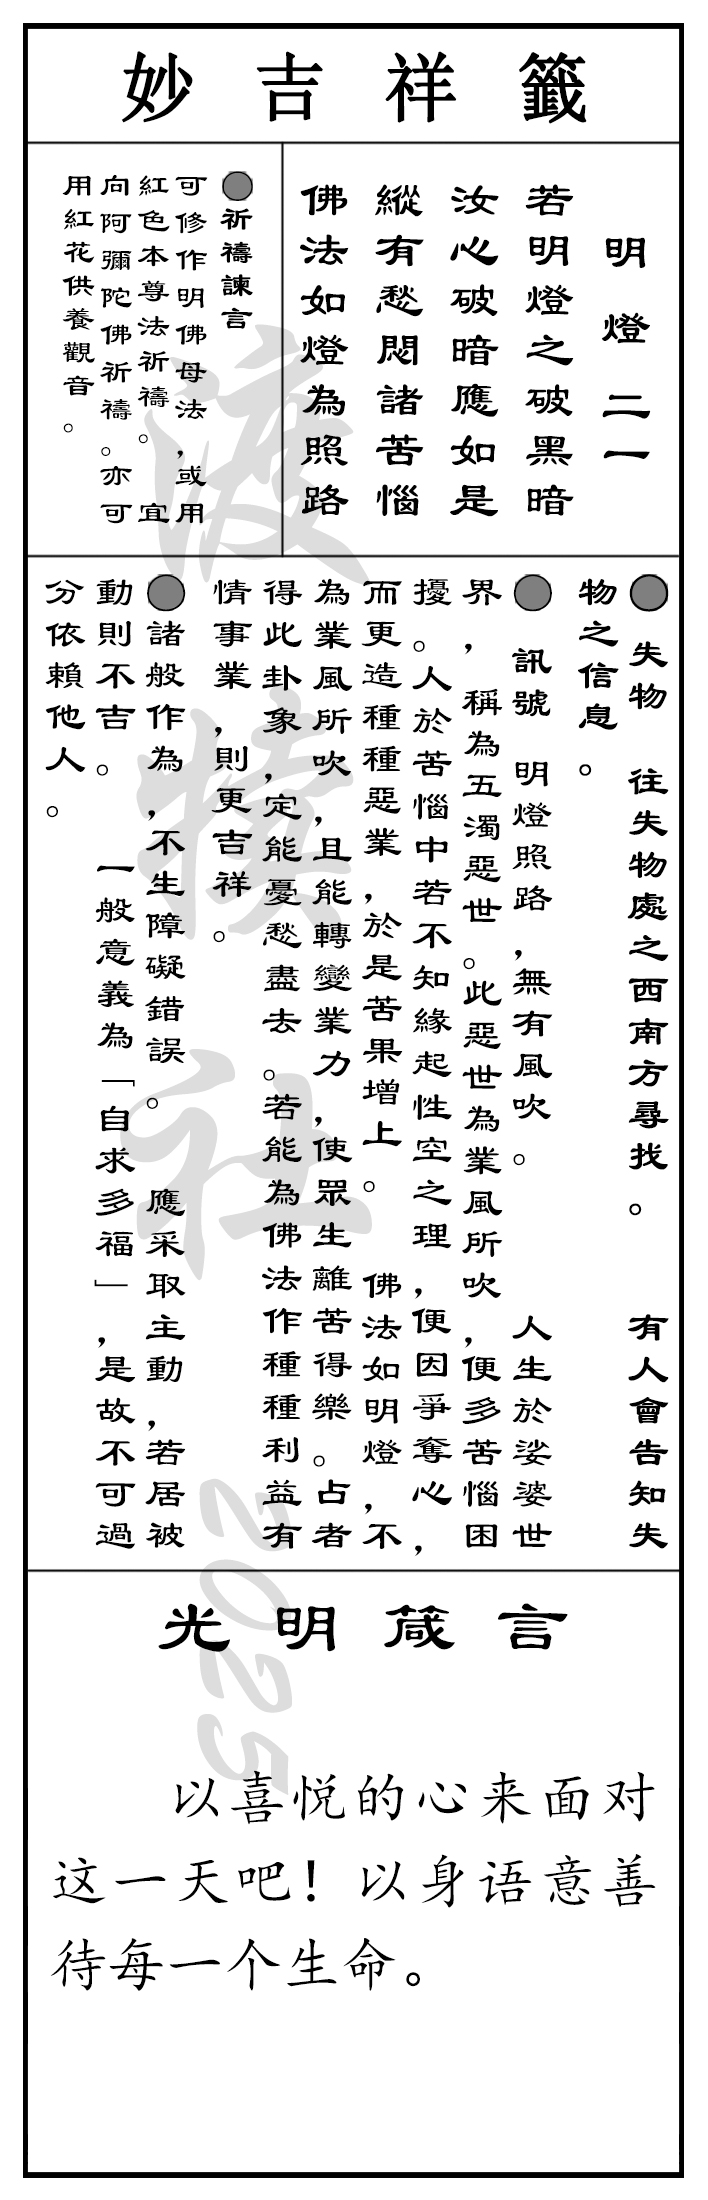 妙吉祥籤
明燈 二一
若明燈之破黑暗
汝心破暗應如是
縱有愁悶諸苦惱
佛法如燈為照路
●祈禱諫言
可修作明佛母法，或用
紅色本尊法祈禱。 宜
向阿彌陀佛祈禱。亦可
用紅花供養觀音。
● 失物 往失物處之西南方尋找。 有人會告知失
物之信息。
● 訊號 明燈照路，無有風吹。 人生於娑婆世
界，稱為五濁惡世。此惡世為業風所吹，便多苦惱困
擾。人於苦惱中若不知緣起性空之理，便因爭奪心，
而更造種種惡業，於是苦果增上。 佛法如明燈，不
為業風所吹，且能轉變業力，使眾生離苦得樂。占者
得此卦象，定能憂愁盡去。若能為佛法作種種利益有
情事業，則更吉祥。
●諸般作為，不生障礙錯誤。 應采取主動，若居被
動則不吉。 一般意義為「自求多福」，是故不可過
分依賴他人。
光明箴言
以喜悦的心来面对
这一天吧！以身语意善
待每一个生命。
渡犊社
2025